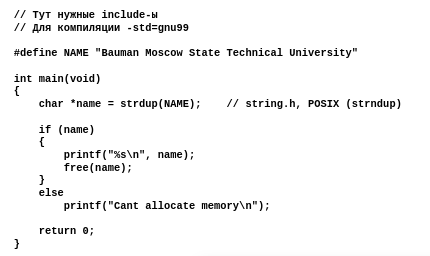 // Тут нужные include-ы
// Для компиляции -std=gnu99
#define NAME "Bauman Moscow State Technical University"
int main(void)
{
char *name = strdup(NAME);    // string.h, POSIX (strndup)
if (name)
{
printf("%s\n", name);
free(name);
}
else
printf("Cant allocate memory\n");
return 0;
}